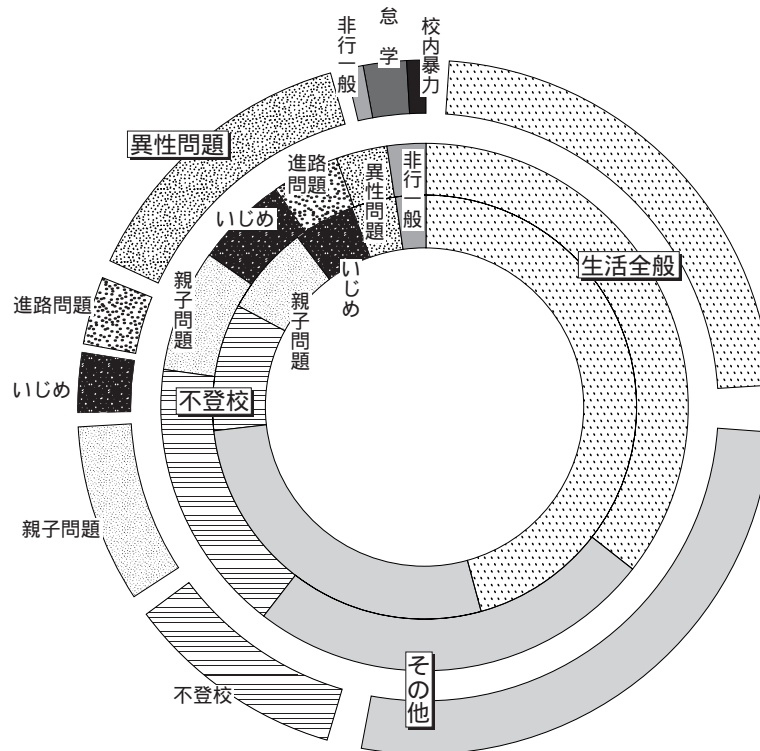 非行一般
怠学
校内暴力
異性問題
進路問題
いじめ
異性問題
非行一般
生活全般
いじめ
親子問題
親子問題
進路問題
いじめ
不登校
親子問題
不登校
その他